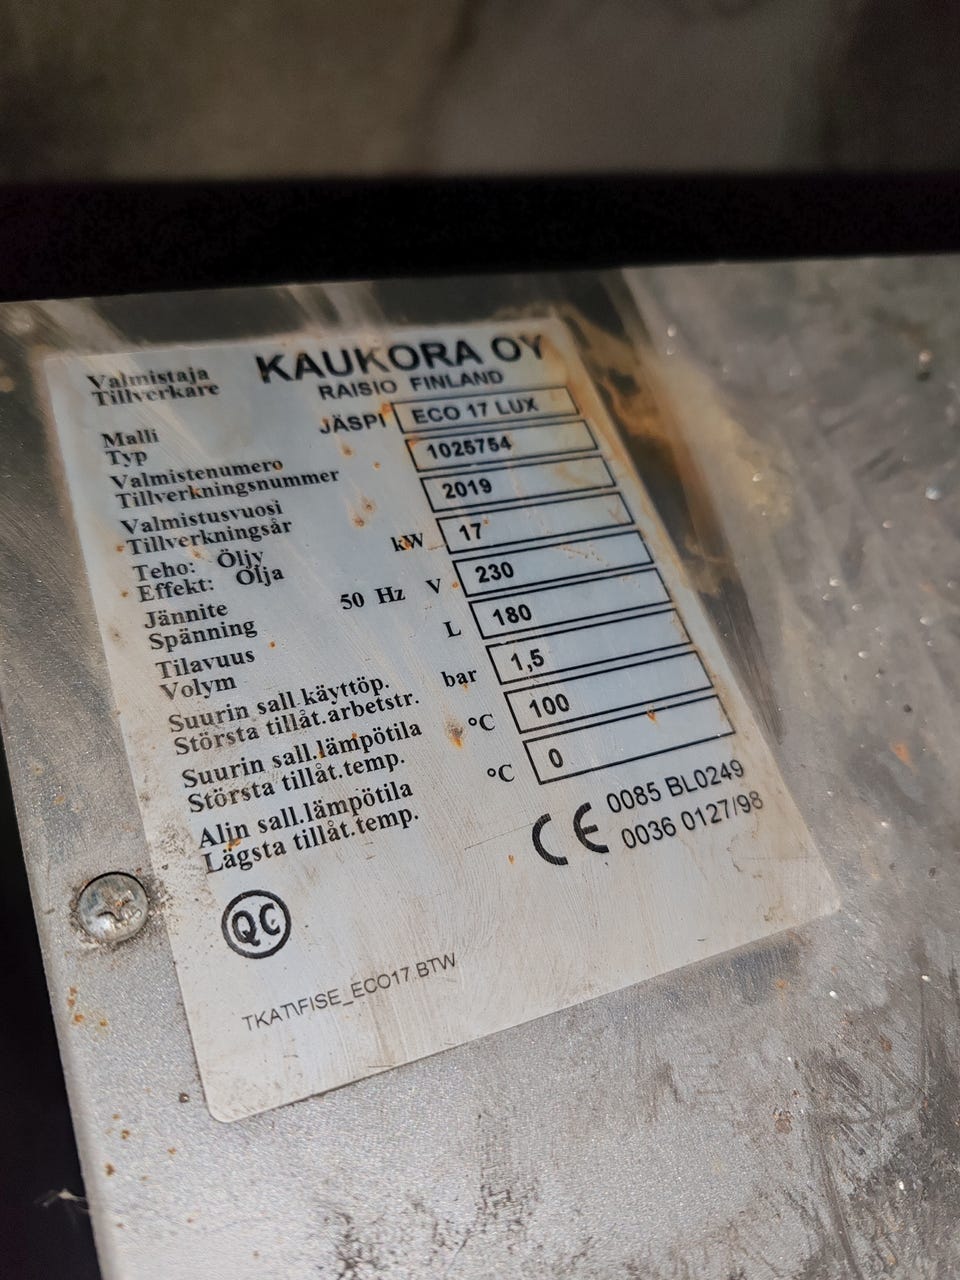 Valmistaja KAUKORA OY
Tillverkare RAISIO FINLAND
Malli JÄSPI ECO 17 LUX
Typ
Valmistenumero 1025754
Tillverkningsnummer
Valmistusvuosi 2019
Tillverkningsår
Teho: Öljy kW 17
Effekt: Olja
Jännite 50 Hz V 230
Spänning
Tilavuus L 180
Volym
Suurin sall.käyttöp. bar 1,5
Största tillåt.arbetstr.
Suurin sall.lämpötila °C 100
Största tillåt.temp.
Alin sall.lämpötila °C 0
Lägsta tillåt.temp.
CE 0085 BL0249
0036 0127/98
QC
TKAT\FISE_ECO17.BTW